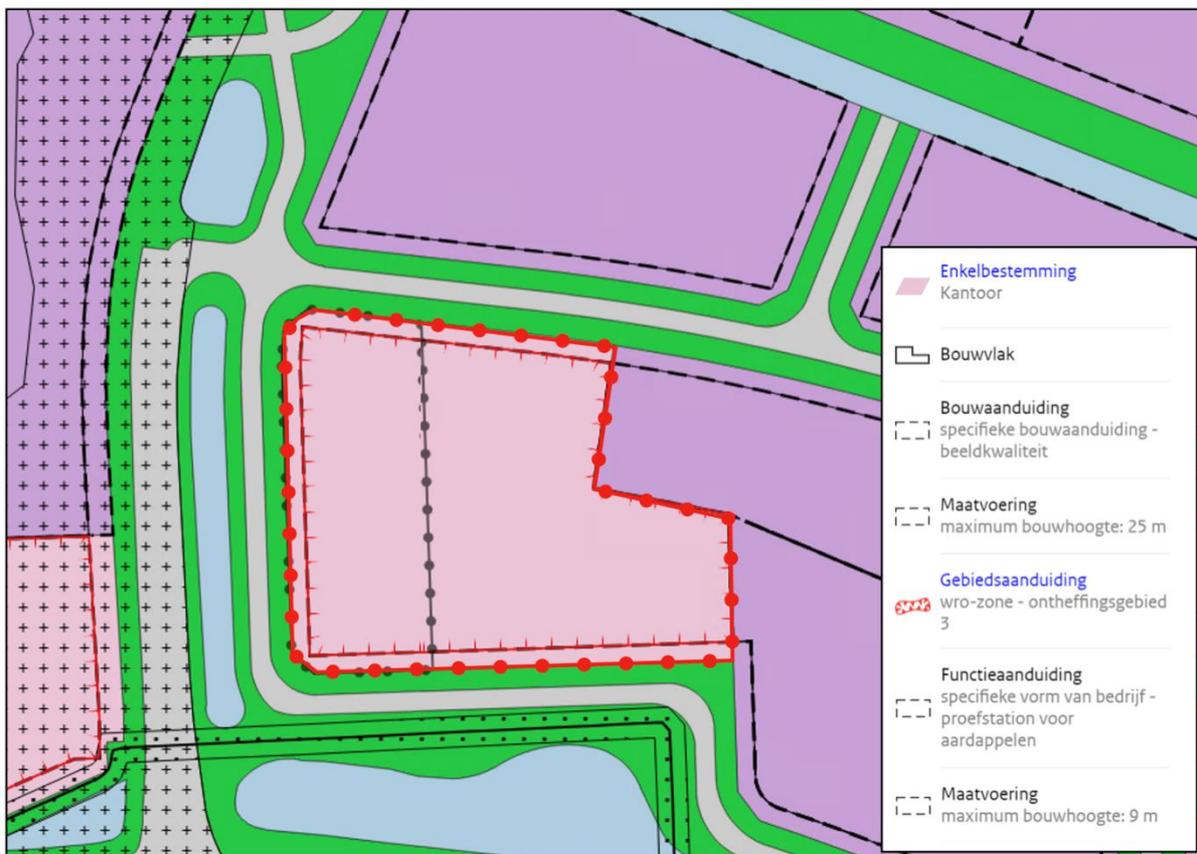 Enkelbestemming
Kantoor
Bouwvlak
Bouwaanduiding
specifieke bouwaanduiding -
beeldkwaliteit
Maatvoering
maximum bouwhoogte: 25 m
Gebiedsaanduiding
wro-zone - ontheffingsgebied
3
Functieaanduiding
specifieke vorm van bedrijf -
proefstation voor
aardappelen
Maatvoering
maximum bouwhoogte: 9 m